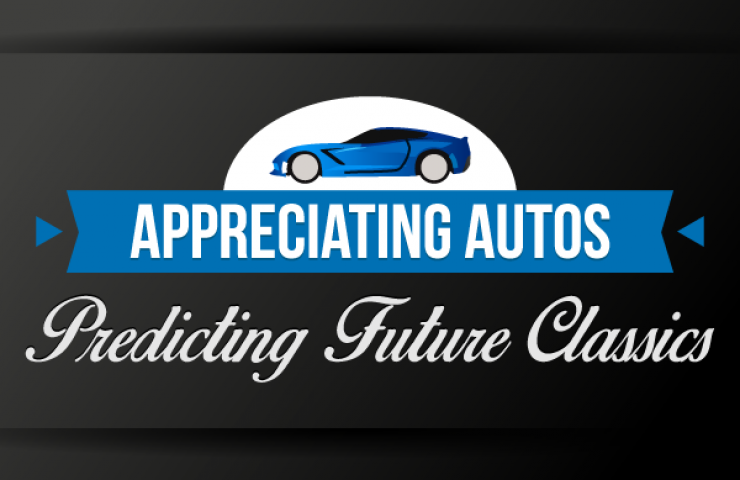 APPRECIATING AUTOS
Predicting Future Classics